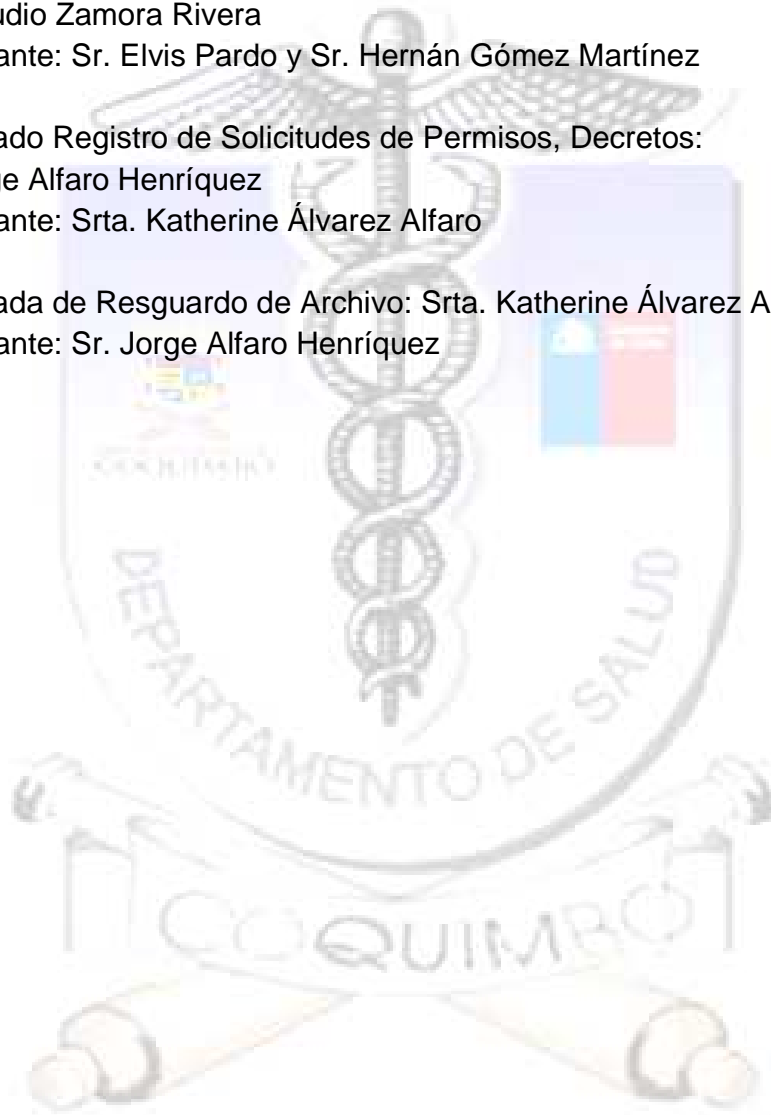 udio Zamora Rivera
ante: Sr. Elvis Pardo y Sr. Hernán Gómez Martínez
ado Registro de Solicitudes de Permisos, Decretos:
ge Alfaro Henríquez
ante: Srta. Katherine Álvarez Alfaro
ada de Resguardo de Archivo: Srta. Katherine Álvarez A
ante: Sr. Jorge Alfaro Henríquez
COQUIMBO
DEPARTAMENTO DE SALUD
COQUIMBO